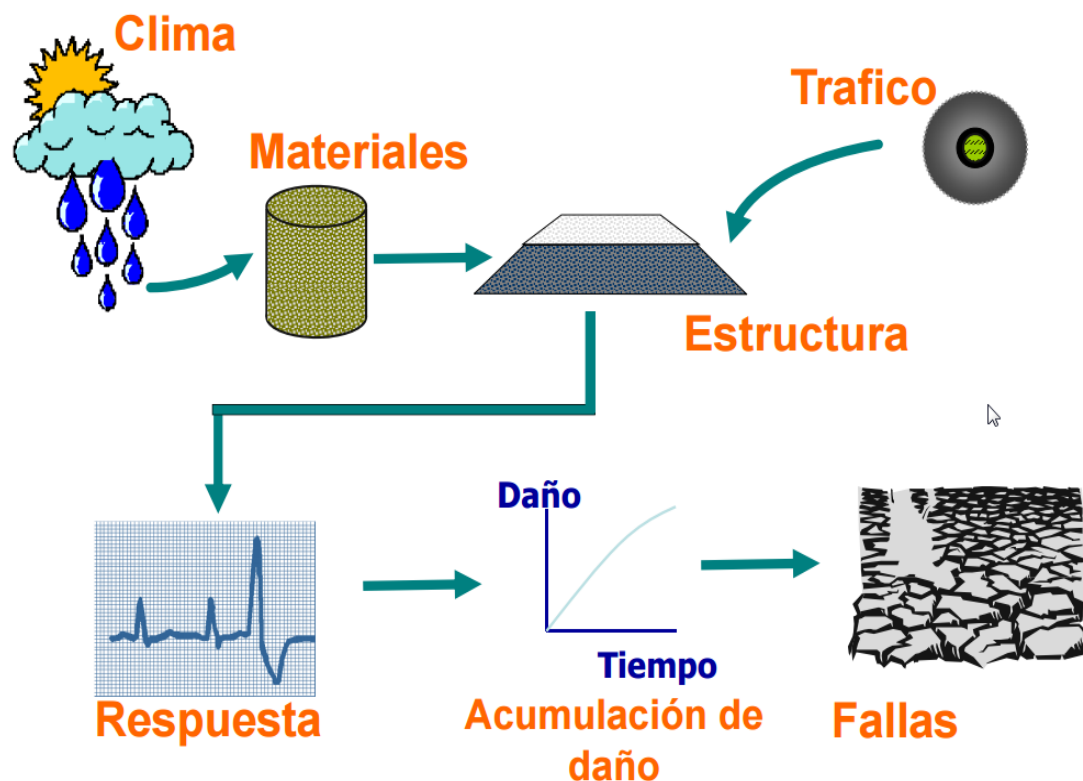 Clima
Trafico
Materiales
Estructura
Daño
Tiempo
Respuesta
Acumulación de
daño
Fallas